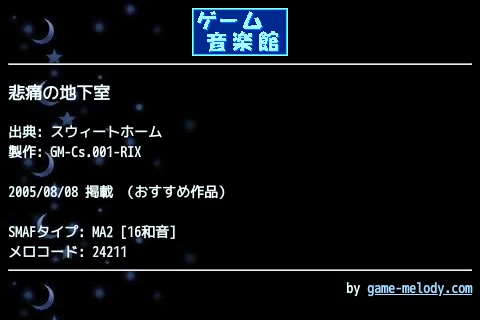 ゲーム
音楽館
悲痛の地下室
出典: スウィートホーム
製作: GM-Cs.001-RIX
2005/08/08 掲載 (おすすめ作品)
SMAFタイプ: MA2 [16和音]
メロコード: 24211
by game-melody.com